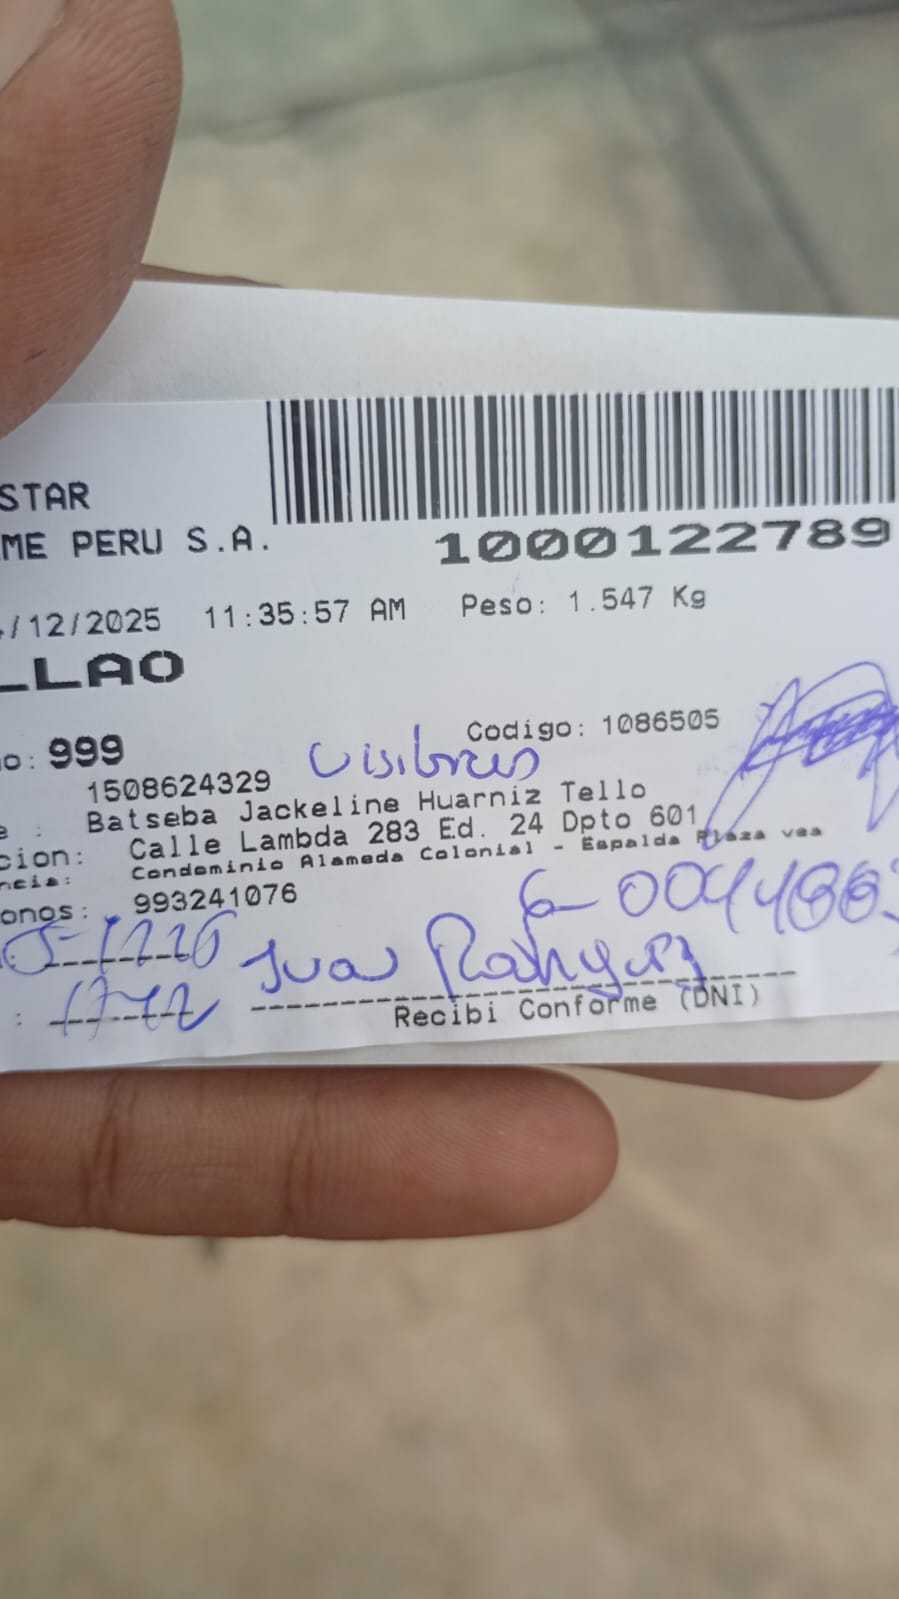 STAR
ME PERU S.A.
1000122789
/12/2025 11:35:57 AM Peso: 1.547 Kg
LLAO
o: 999 Codigo: 1086505
1508624329
e : Batseba Jackeline Huarniz Tello
cion: Calle Lambda 283 Ed. 24 Dpto 601
ncia: Condominio Alameda Colonial - Espalda Plaza vea
onos: 993241076
Recibi Conforme (DNI)